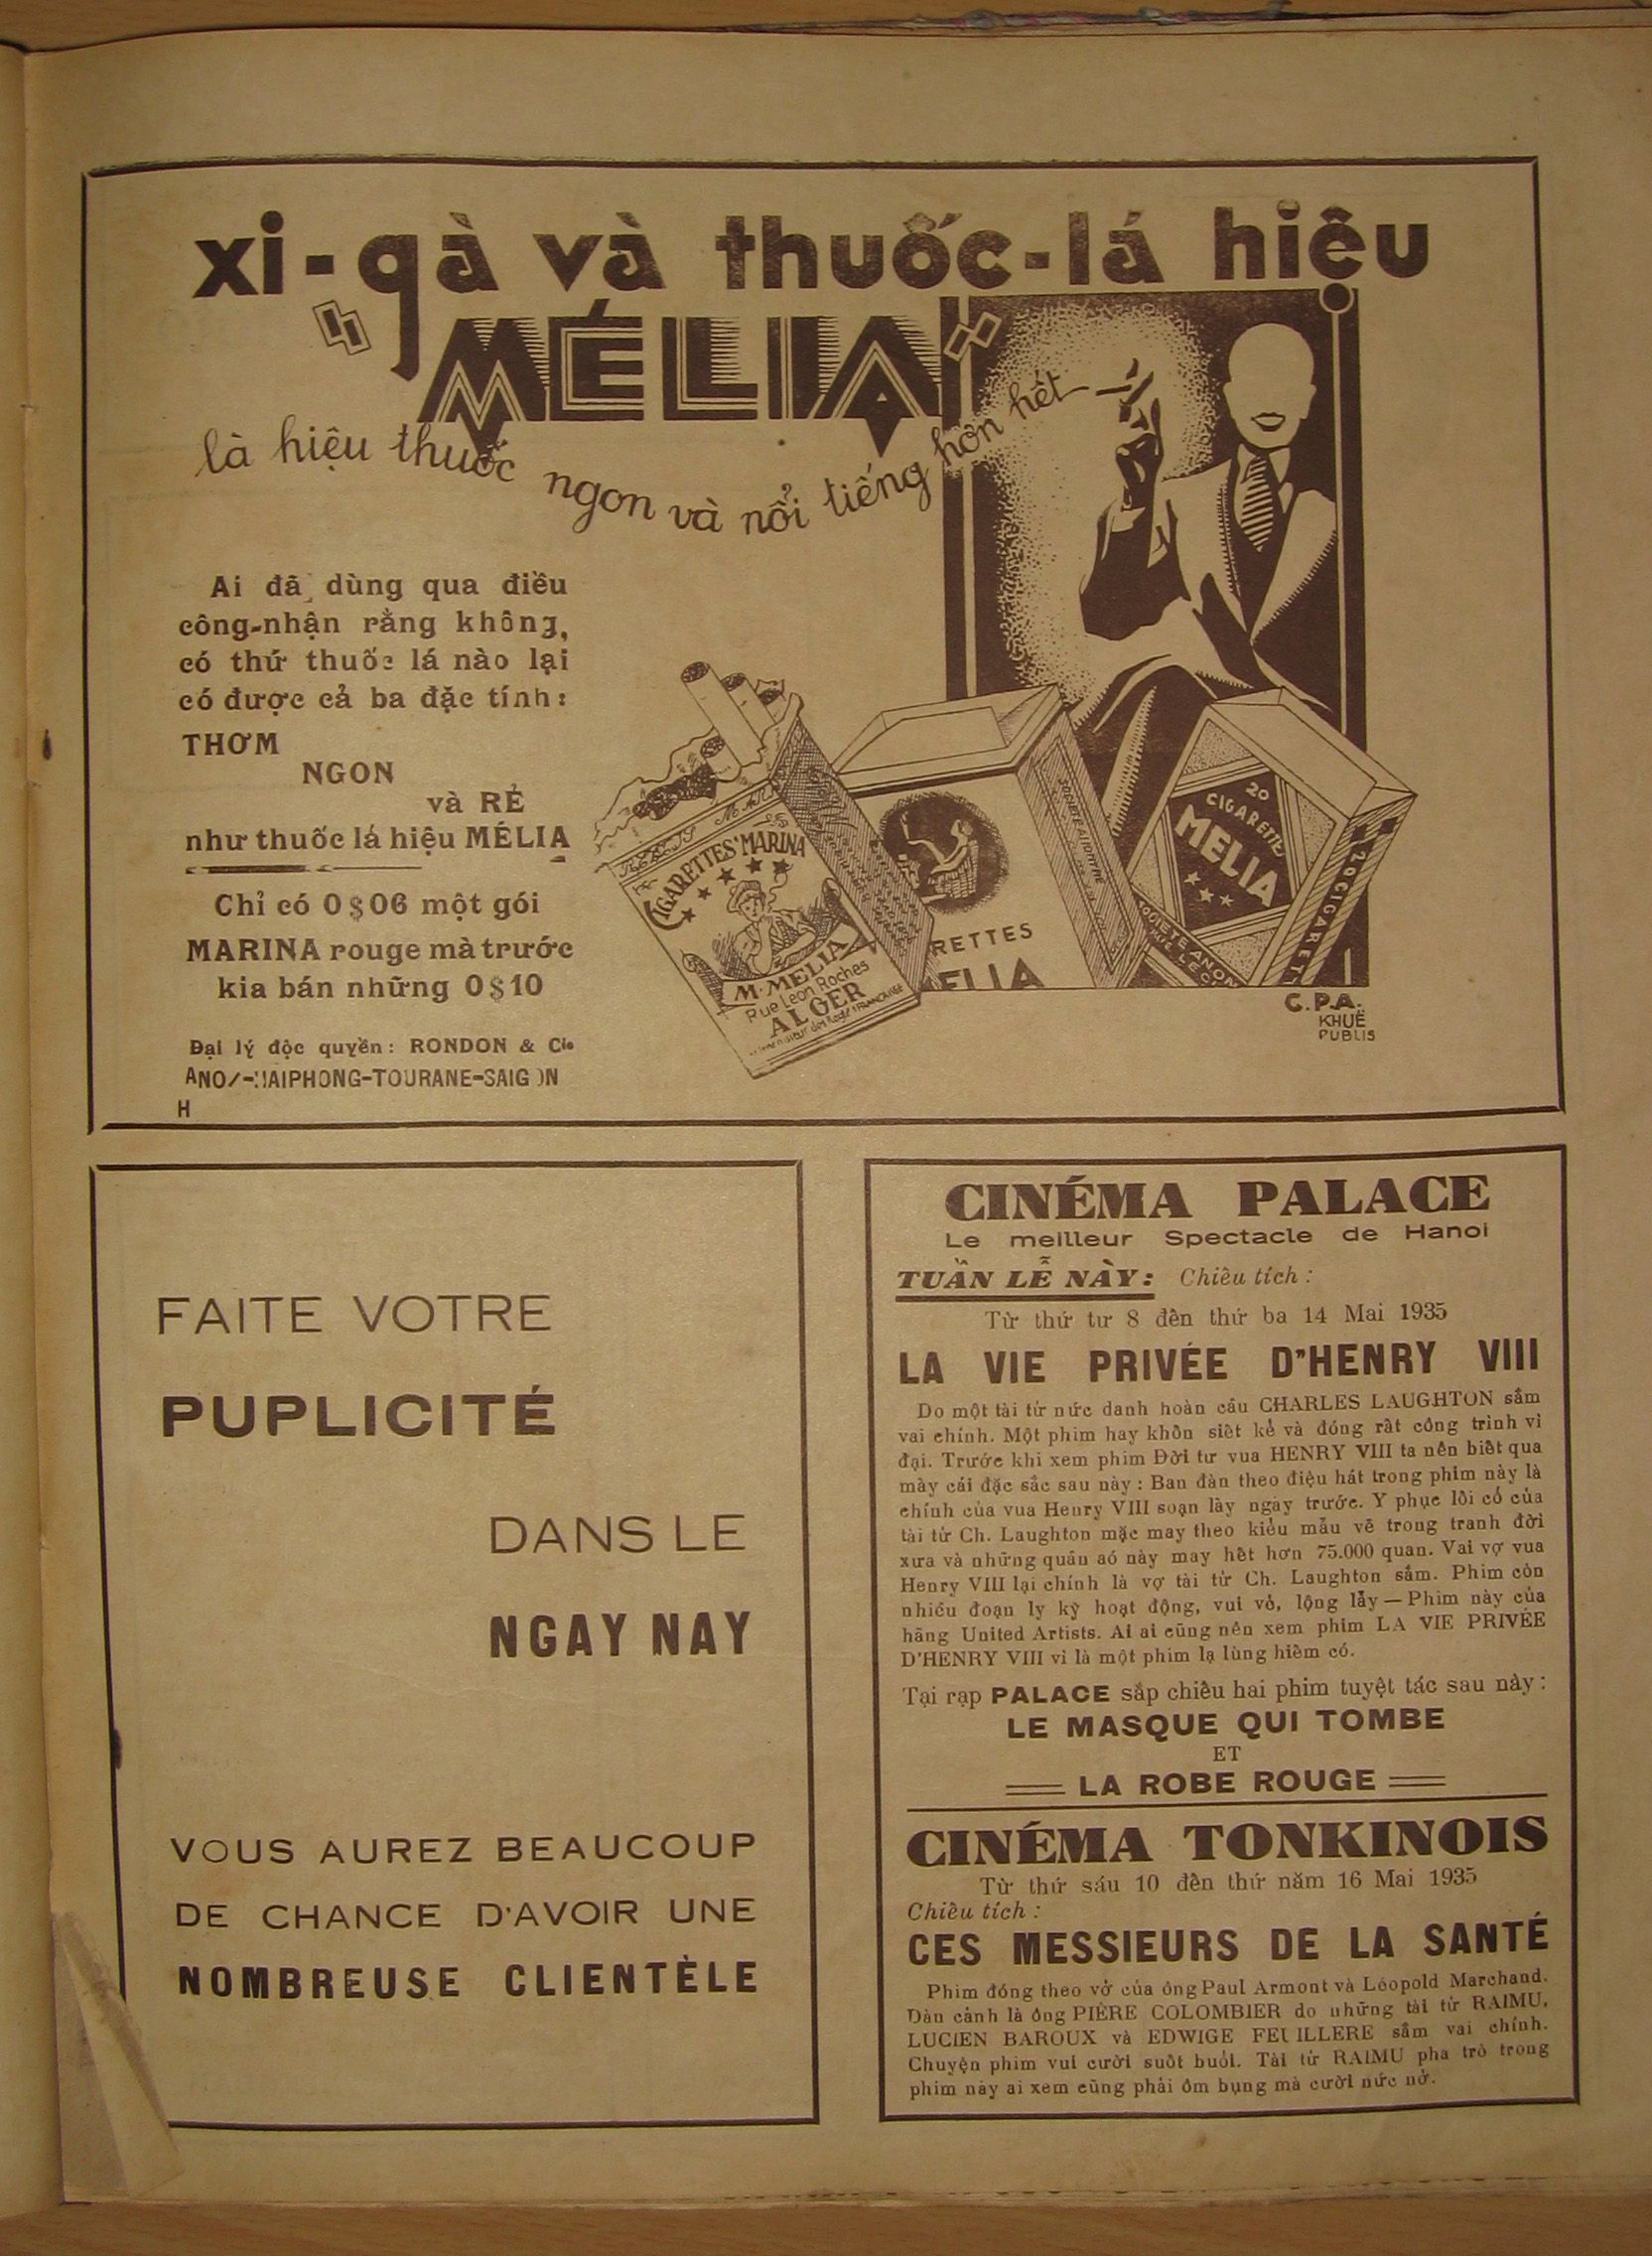 xi-gà và thuốc-lá hiệu
"MÉLIA"
là hiệu thuốc ngon và nổi tiếng hơn hết
Ai đã dùng qua điều
công-nhận rằng không,
có thứ thuốc lá nào lại
có được cả ba đặc tính:
THƠM
NGON
và RẺ
như thuốc lá hiệu MÉLIA
Chỉ có 0$06 một gói
MARINA rouge mà trước
kia bán những 0$10
Đại lý độc quyền: RONDON & Cie
ANOI-HAIPHONG-TOURANE-SAIGON
H
CIGARETTES MARINA
M. MELIA
Rue Léon Roches
ALGER
RETTES
ELIA
20
CIGARETTE
MELIA
20 CIGARET
C.P.A.
KHUÊ
PUBLIS
FAITE VOTRE
PUPLICITÉ
DANS LE
NGAY NAY
VOUS AUREZ BEAUCOUP
DE CHANCE D'AVOIR UNE
NOMBREUSE CLIENTÈLE
CINÉMA PALACE
Le meilleur Spectacle de Hanoi
TUẦN LỄ NÀY: Chiêu tích:
Từ thứ tư 8 đến thứ ba 14 Mai 1935
LA VIE PRIVÉE D"HENRY VIII
Do một tài tử nức danh hoàn cầu CHARLES LAUGHTON sắm
vai chính. Một phim hay khôn siết kể và đóng rất công trình vĩ
đại. Trước khi xem phim Đời tư vua HENRY VIII ta nên biết qua
mấy cái đặc sắc sau này: Ban đàn theo điệu hát trong phim này là
chính của vua Henry VIII soạn lấy ngày trước. Y phục lối cổ của
tài tử Ch. Laughton mặc may theo kiểu mẫu vẽ trong tranh đời
xưa và những quần aó này may hết hơn 75.000 quan. Vai vợ vua
Henry VIII lại chính là vợ tài tử Ch. Laughton sắm. Phim còn
nhiều đoạn ly kỳ hoạt động, vui vẻ, lộng lẫy — Phim này của
hãng United Artists. Ai ai cũng nên xem phim LA VIE PRIVÉE
D'HENRY VIII vì là một phim lạ lùng hiếm có.
Tại rạp PALACE sắp chiếu hai phim tuyệt tác sau này:
LE MASQUE QUI TOMBE
ET
LA ROBE ROUGE
CINÉMA TONKINOIS
Từ thứ sáu 10 đến thứ năm 16 Mai 1935
Chiêu tích:
CES MESSIEURS DE LA SANTÉ
Phim đóng theo vở của ông Paul Armont và Léopold Marchand.
Dàn cảnh là ông PIÈRE COLOMBIER do những tài tử RAIMU,
LUCIEN BAROUX và EDWIGE FEUILLERE sắm vai chính.
Chuyện phim vui cười suốt buổi. Tài tử RAIMU pha trò trong
phim này ai xem cũng phải ôm bụng mà cười nức nở.